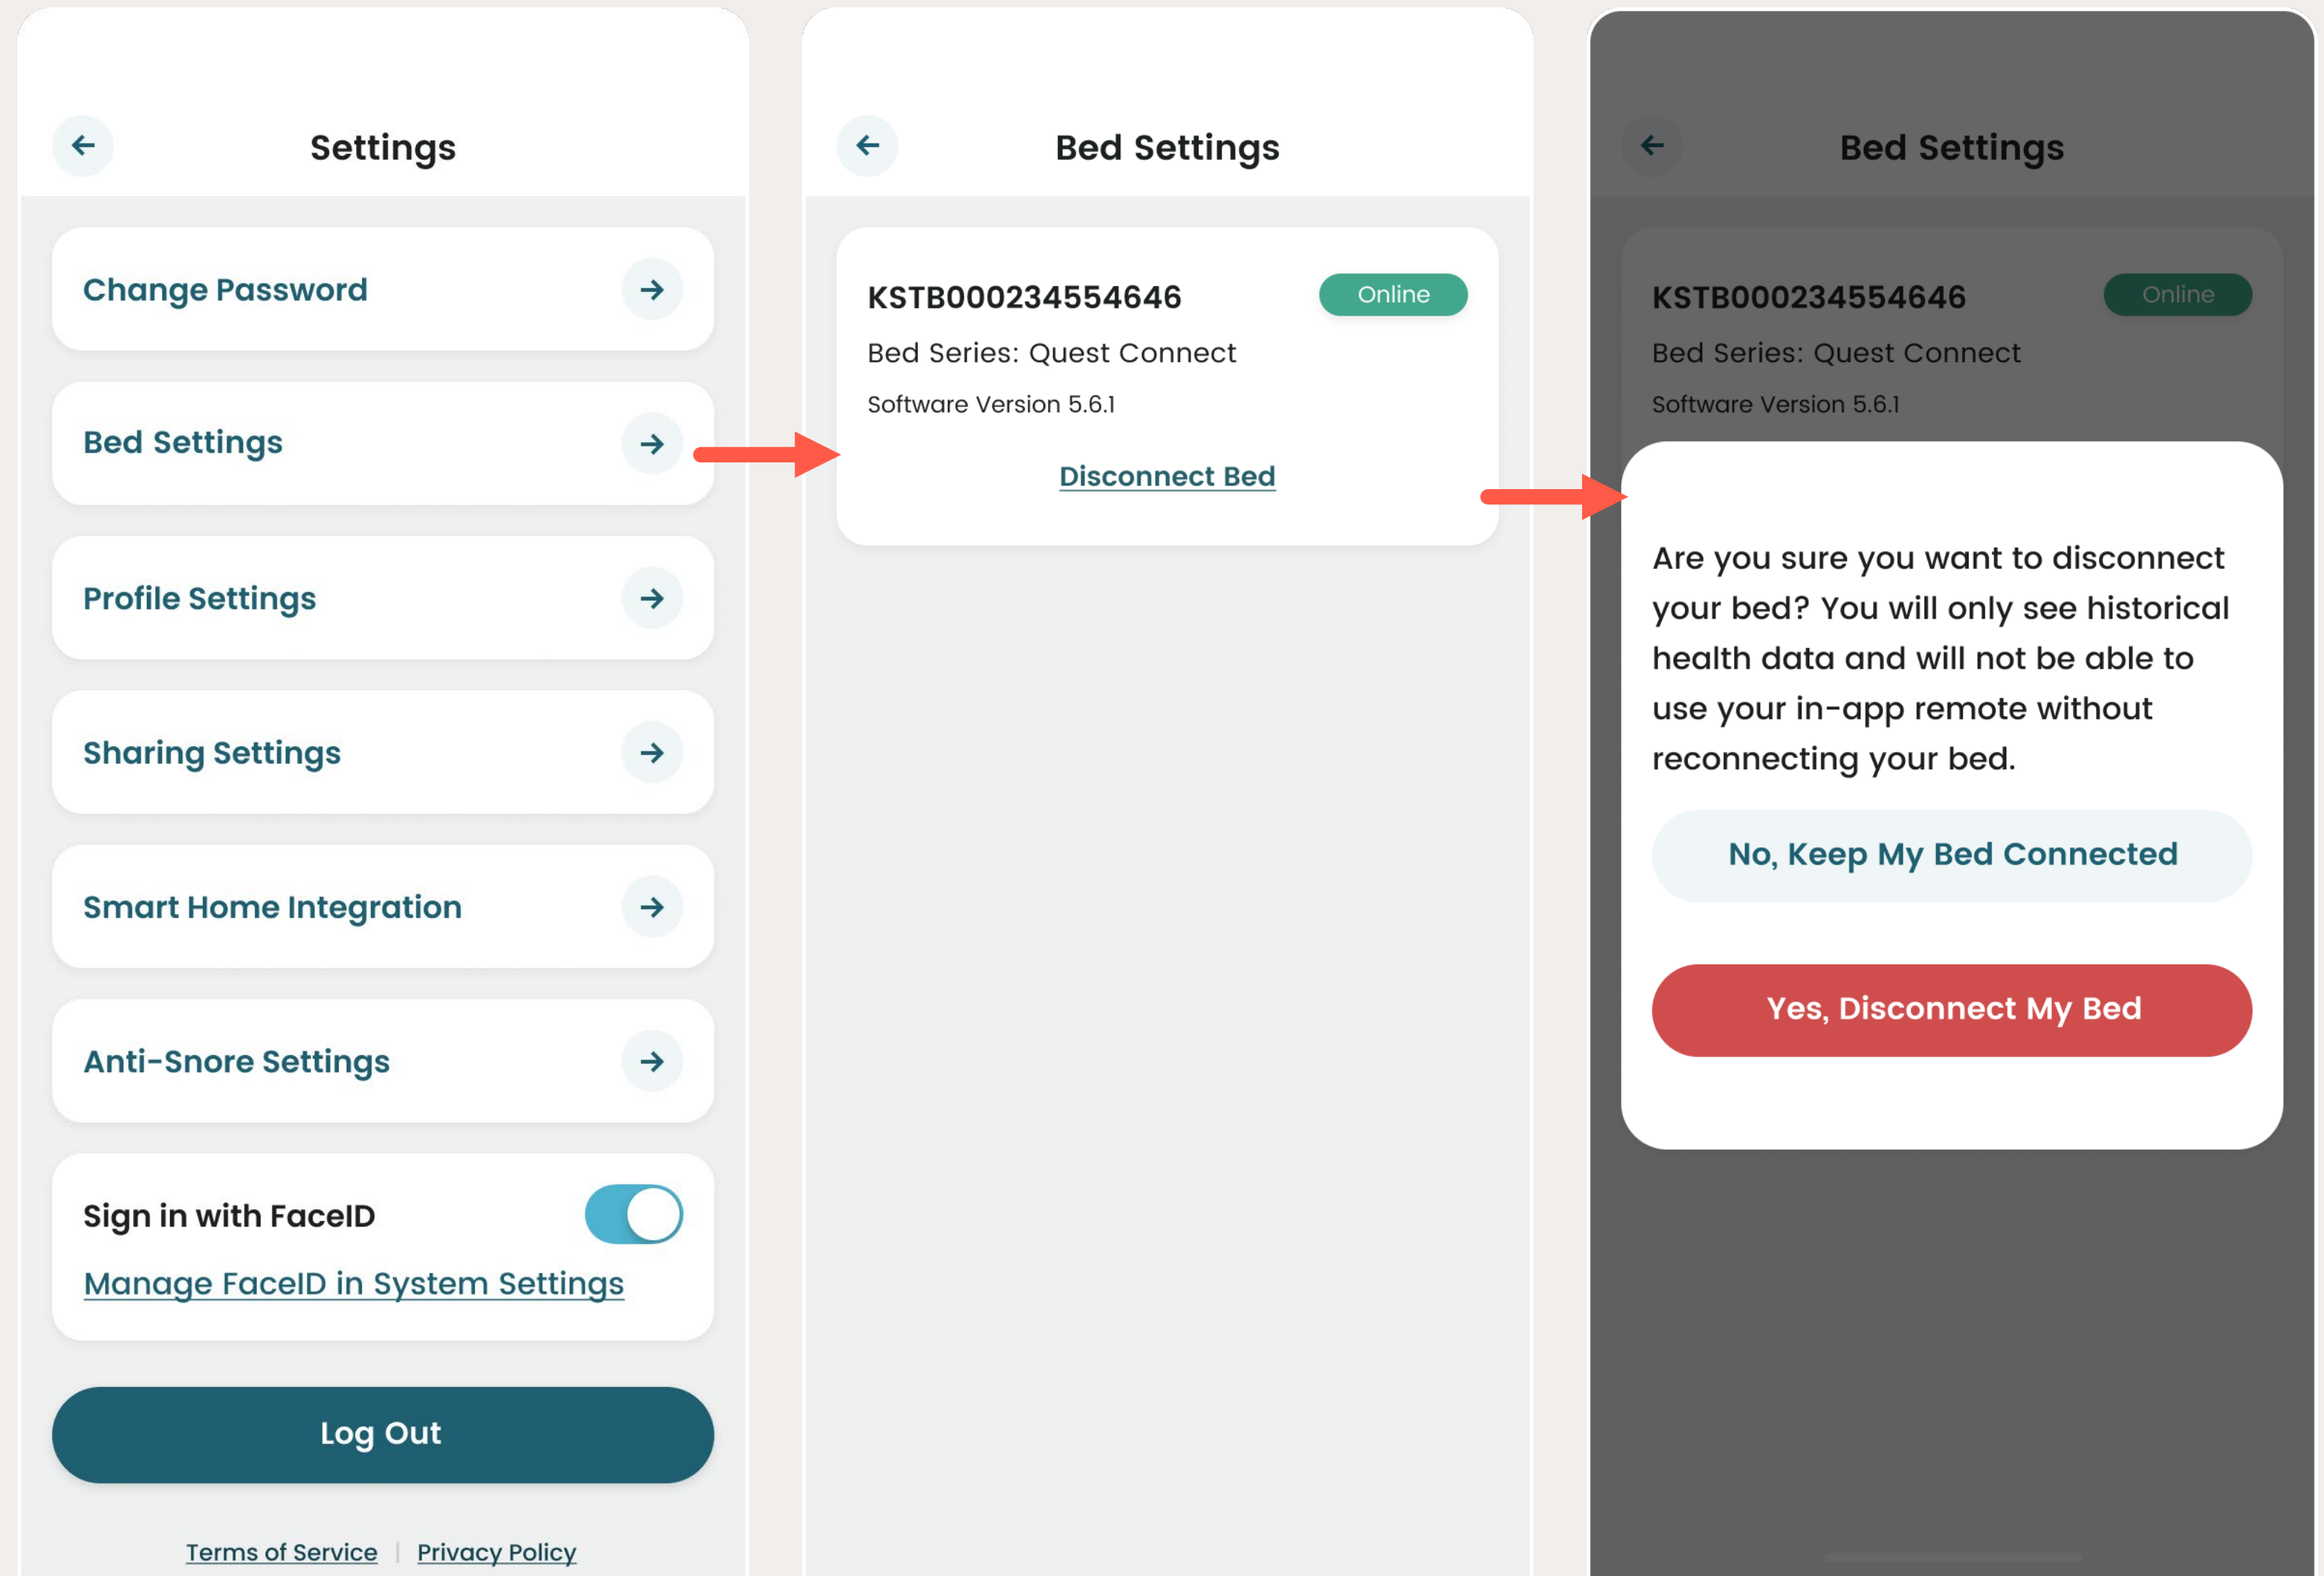 Settings
Change Password
Bed Settings
Profile Settings
Sharing Settings
Smart Home Integration
Anti-Snore Settings
Sign in with FaceID
Manage FaceID in System Settings
Log Out
Terms of Service | Privacy Policy
Bed Settings
KSTB000234554646
Online
Bed Series: Quest Connect
Software Version 5.6.1
Disconnect Bed
Bed Settings
KSTB000234554646
Online
Bed Series: Quest Connect
Software Version 5.6.1
Are you sure you want to disconnect
your bed? You will only see historical
health data and will not be able to
use your in-app remote without
reconnecting your bed.
No, Keep My Bed Connected
Yes, Disconnect My Bed